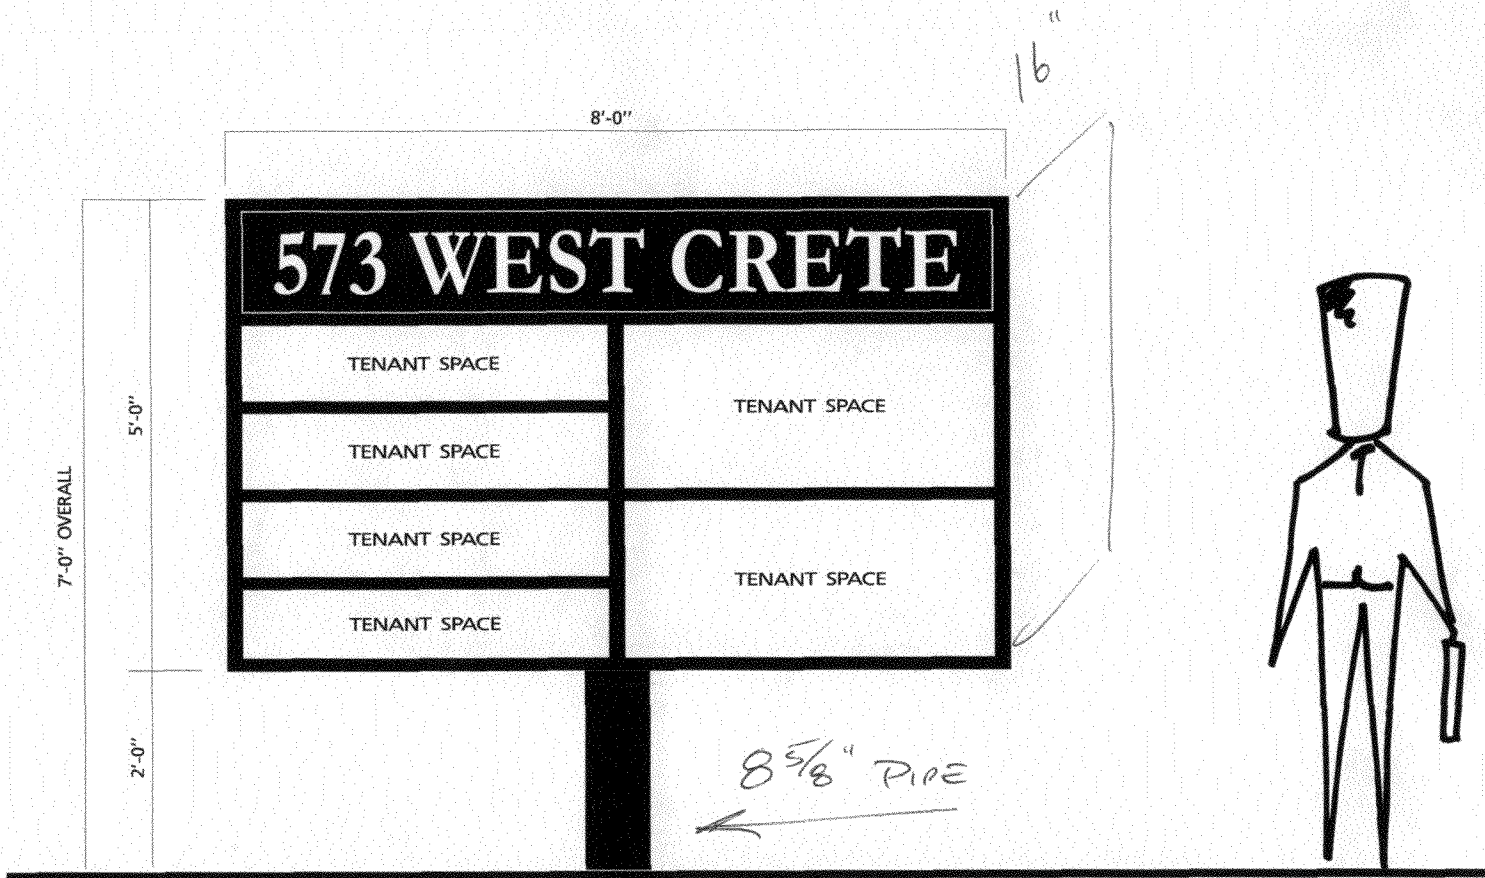 16"
8'-0"
573 WEST CRETE
TENANT SPACE
TENANT SPACE
TENANT SPACE
TENANT SPACE
TENANT SPACE
TENANT SPACE
5'-0"
7'-0" OVERALL
2'-0"
8 5/8" PIPE